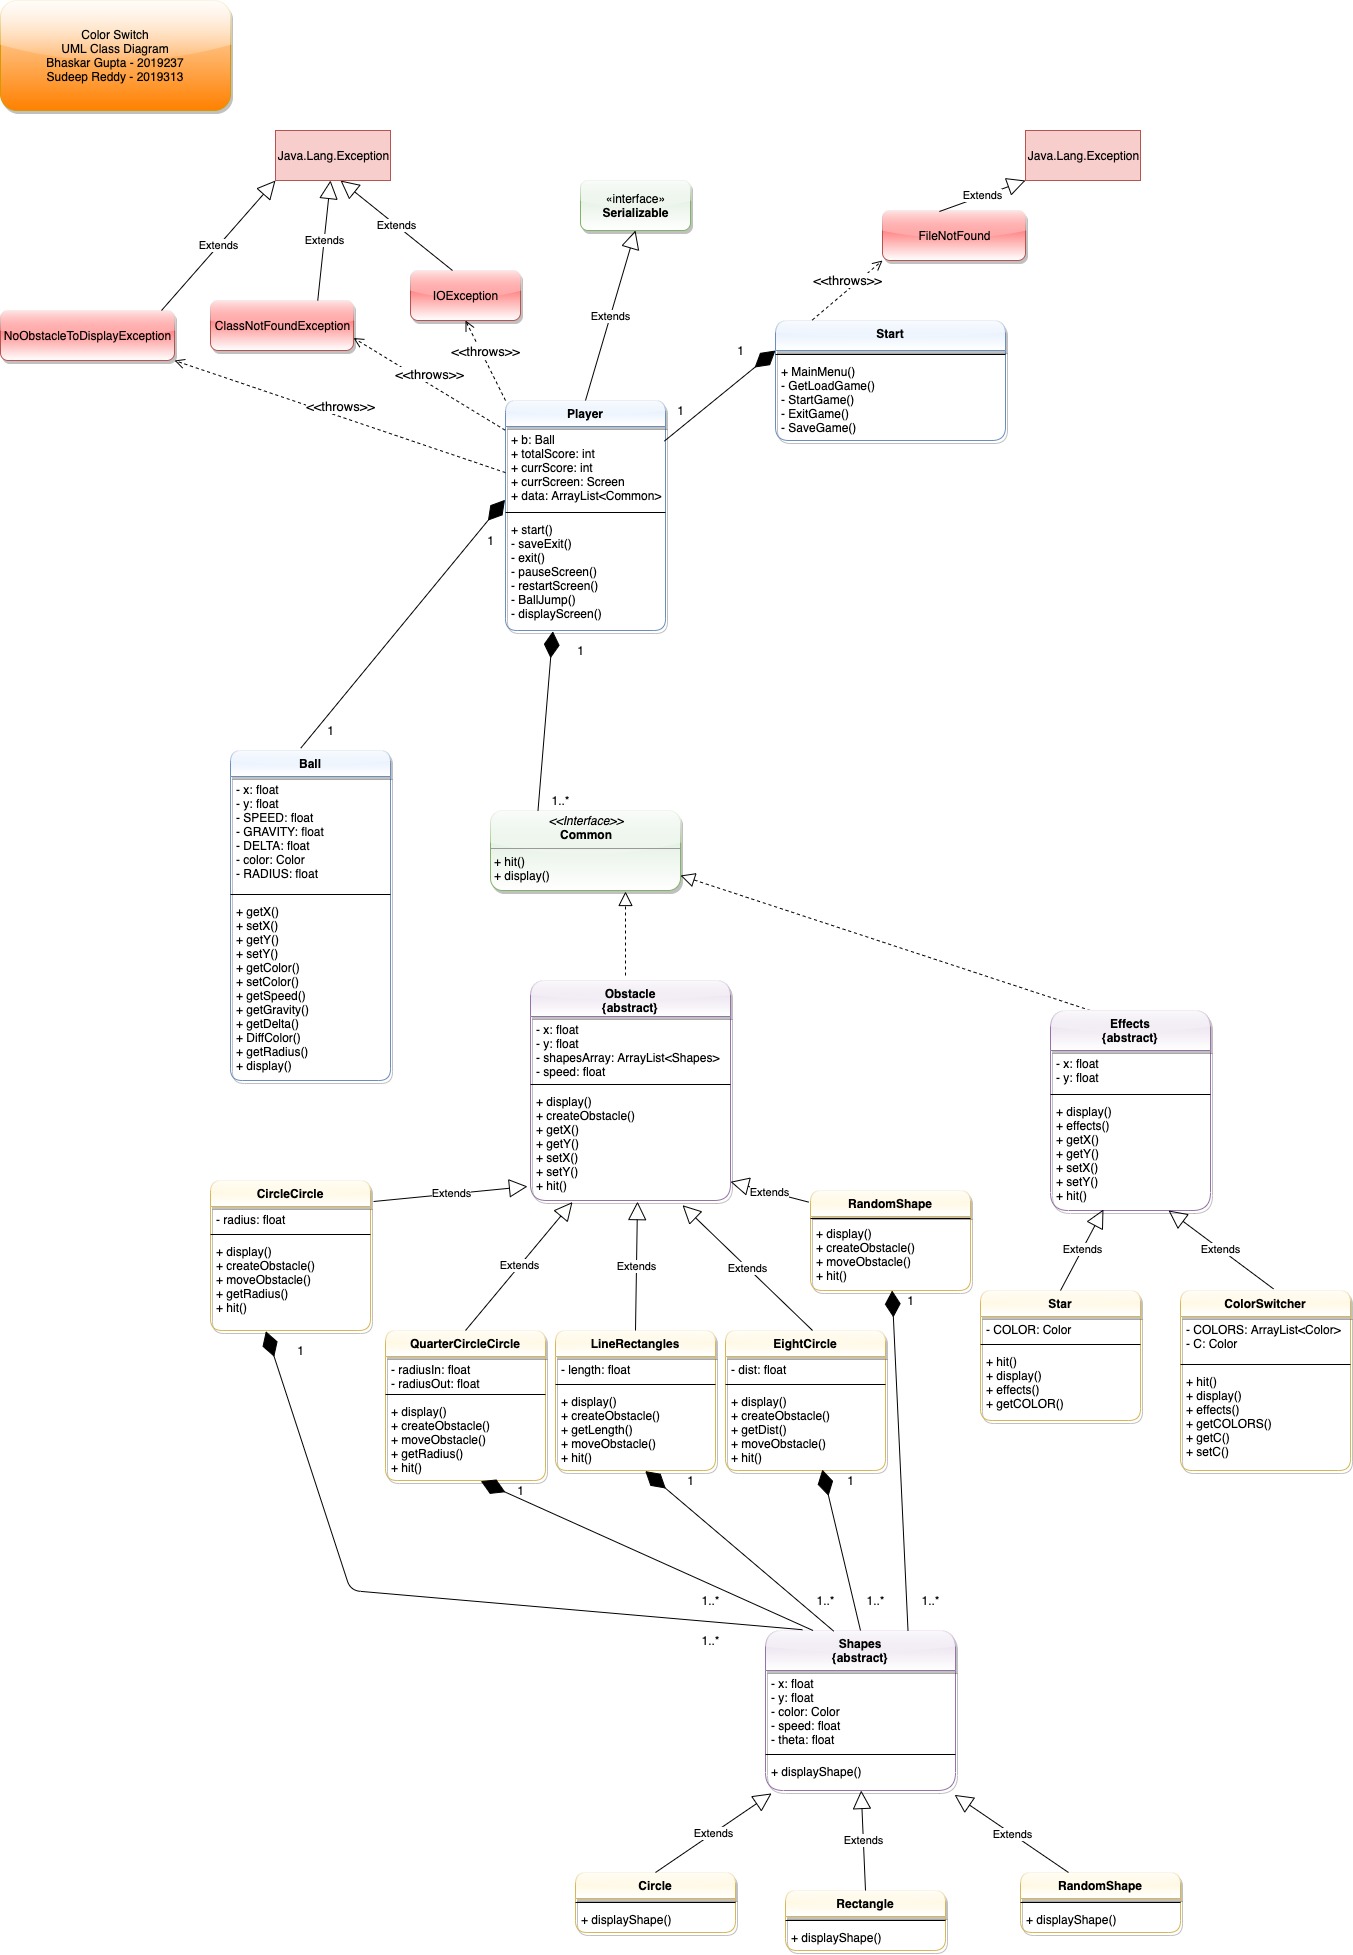 Color Switch
UML Class Diagram
Bhaskar Gupta - 2019237
Sudeep Reddy - 2019313
Java.Lang.Exception
Java.Lang.Exception
«interface»
Serializable
Extends
FileNotFound
Extends
Extends
Extends
<<throws>>
IOException
NoObstacleToDisplayException
ClassNotFoundException
Extends
<<throws>>
<<throws>>
<<throws>>
Start
+ MainMenu()
- GetLoadGame()
- StartGame()
- ExitGame()
- SaveGame()
1
1
Player
+ b: Ball
+ totalScore: int
+ currScore: int
+ currScreen: Screen
+ data: ArrayList<Common>
+ start()
- saveExit()
- exit()
- pauseScreen()
- restartScreen()
- BallJump()
- displayScreen()
1
1
1
1..*
Ball
- x: float
- y: float
- SPEED: float
- GRAVITY: float
- DELTA: float
- color: Color
- RADIUS: float
+ getX()
+ setX()
+ getY()
+ setY()
+ getColor()
+ setColor()
+ getSpeed()
+ getGravity()
+ getDelta()
+ DiffColor()
+ getRadius()
+ display()
<<Interface>>
Common
+ hit()
+ display()
Obstacle
{abstract}
- x: float
- y: float
- shapesArray: ArrayList<Shapes>
- speed: float
+ display()
+ createObstacle()
+ getX()
+ getY()
+ setX()
+ setY()
+ hit()
Effects
{abstract}
- x: float
- y: float
+ display()
+ effects()
+ getX()
+ getY()
+ setX()
+ setY()
+ hit()
CircleCircle
- radius: float
+ display()
+ createObstacle()
+ moveObstacle()
+ getRadius()
+ hit()
Extends
Extends
RandomShape
+ display()
+ createObstacle()
+ moveObstacle()
+ hit()
Extends
Extends
Extends
Extends
Extends
1
1
QuarterCircleCircle
- radiusIn: float
- radiusOut: float
+ display()
+ createObstacle()
+ moveObstacle()
+ getRadius()
+ hit()
LineRectangles
- length: float
+ display()
+ createObstacle()
+ getLength()
+ moveObstacle()
+ hit()
EightCircle
- dist: float
+ display()
+ createObstacle()
+ getDist()
+ moveObstacle()
+ hit()
Star
- COLOR: Color
+ hit()
+ display()
+ effects()
+ getCOLOR()
ColorSwitcher
- COLORS: ArrayList<Color>
- C: Color
+ hit()
+ display()
+ effects()
+ getCOLORS()
+ getC()
+ setC()
1
1
1
1..*
1..*
1..*
1..*
1..*
Shapes
{abstract}
- x: float
- y: float
- color: Color
- speed: float
- theta: float
+ displayShape()
Extends
Extends
Extends
Circle
+ displayShape()
Rectangle
+ displayShape()
RandomShape
+ displayShape()